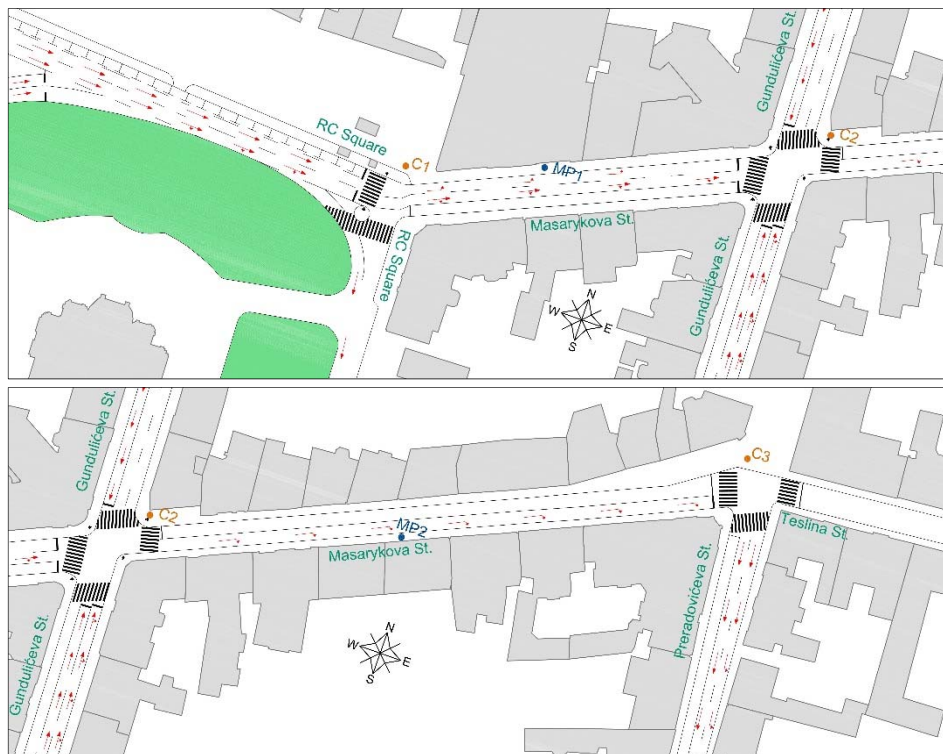 Gundulićeva St.
RC Square
C1
C2
MP1
Masarykova St.
RC Square
Gundulićeva St.
N
W
E
S
Gundulićeva St.
C2
C3
MP2
Masarykova St.
Teslina St.
Preradovićeva St.
Gundulićeva St.
N
W
E
S